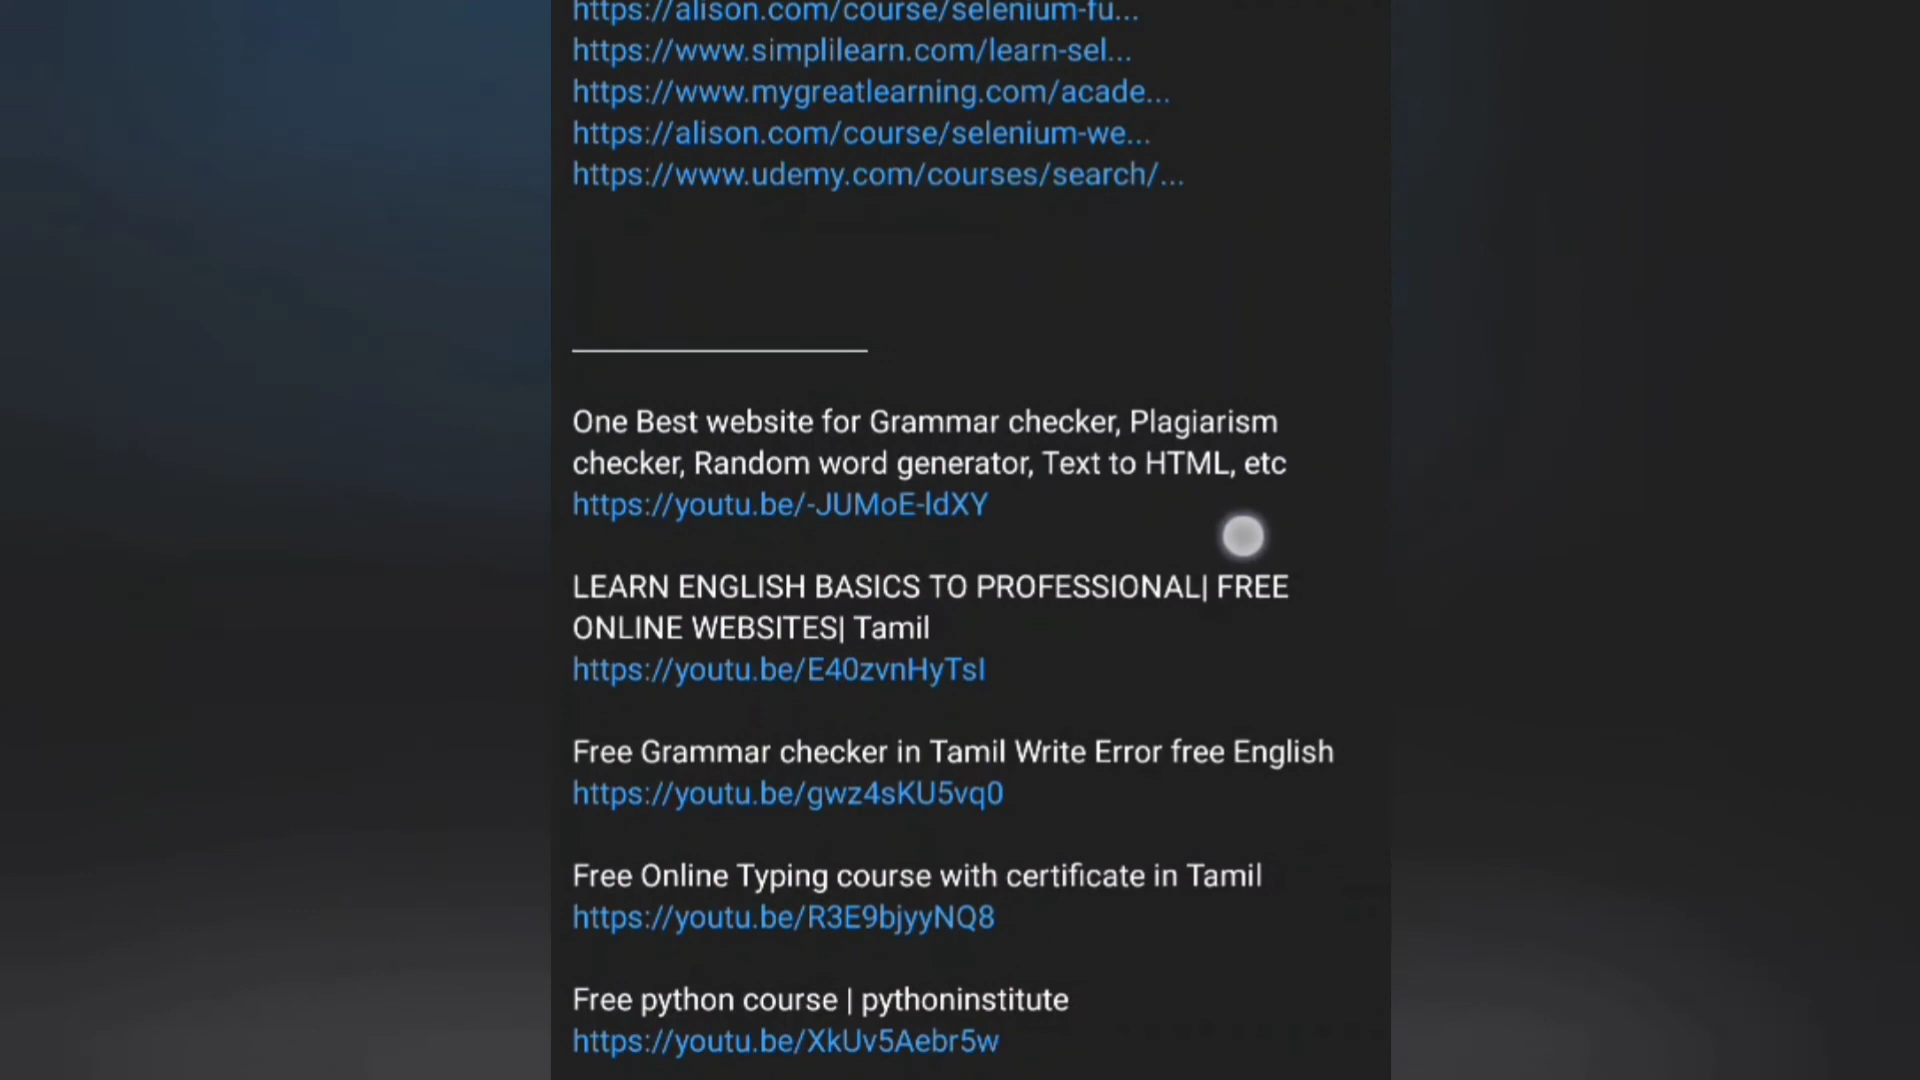 https://alison.com/course/selenium-fu...
https://www.simplilearn.com/learn-sel...
https://www.mygreatlearning.com/acade...
https://alison.com/course/selenium-we...
https://www.udemy.com/courses/search/...
One Best website for Grammar checker, Plagiarism
checker, Random word generator, Text to HTML, etc
https://youtu.be/-JUMoE-ldXY
LEARN ENGLISH BASICS TO PROFESSIONAL| FREE
ONLINE WEBSITES| Tamil
https://youtu.be/E40zvnHyTsI
Free Grammar checker in Tamil Write Error free English
https://youtu.be/gwz4sKU5vq0
Free Online Typing course with certificate in Tamil
https://youtu.be/R3E9bjyyNQ8
Free python course | pythoninstitute
https://youtu.be/XkUv5Aebr5w